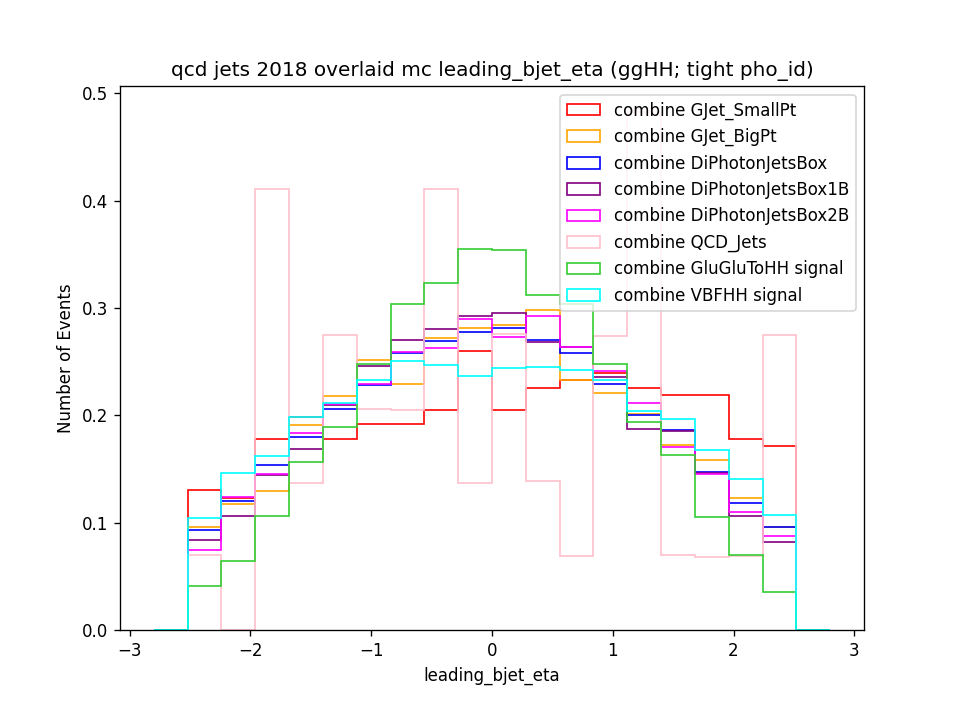 qcd jets 2018 overlaid mc leading_bjet_eta (ggHH; tight pho_id)
combine GJet_SmallPt
combine GJet_BigPt
combine DiPhotonJetsBox
combine DiPhotonJetsBox1B
combine DiPhotonJetsBox2B
combine QCD_Jets
combine GluGluToHH signal
combine VBFHH signal
Number of Events
0.5
0.4
0.3
0.2
0.1
0.0
−3
−2
−1
0
1
2
3
leading_bjet_eta